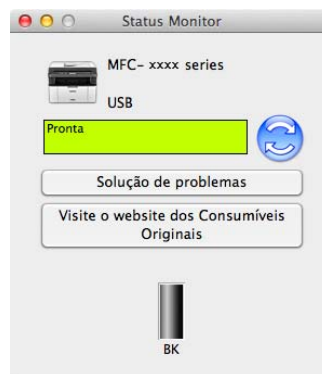 Status Monitor
MFC- xxxx series
USB
Pronta
Solução de problemas
Visite o website dos Consumíveis
Originais
BK